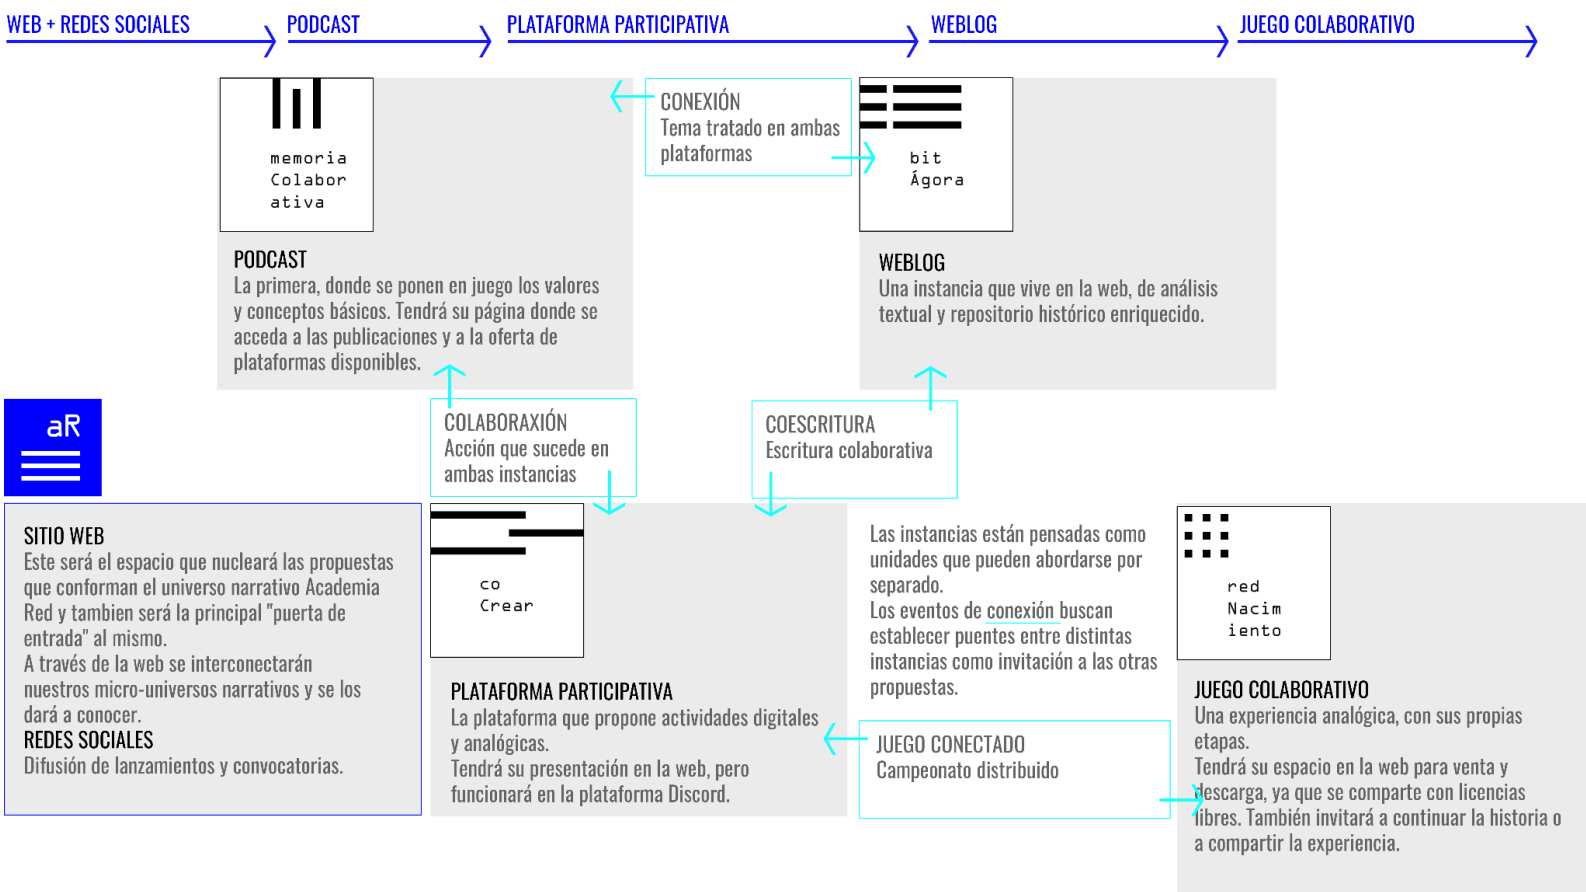 WEB + REDES SOCIALES
PODCAST
PLATAFORMA PARTICIPATIVA
WEBLOG
JUEGO COLABORATIVO
memoria
Colabor
ativa
PODCAST
La primera, donde se ponen en juego los valores
y conceptos básicos. Tendrá su página donde se
acceda a las publicaciones y a la oferta de
plataformas disponibles.
CONEXIÓN
Tema tratado en ambas
plataformas
bit
Ágora
WEBLOG
Una instancia que vive en la web, de análisis
textual y repositorio histórico enriquecido.
COLABORAXIÓN
Acción que sucede en
ambas instancias
COESCRITURA
Escritura colaborativa
aR
SITIO WEB
Este será el espacio que nucleará las propuestas
que conforman el universo narrativo Academia
Red y tambien será la principal "puerta de
entrada" al mismo.
A través de la web se interconectarán
nuestros micro-universos narrativos y se los
dará a conocer.
REDES SOCIALES
Difusión de lanzamientos y convocatorias.
co
Crear
PLATAFORMA PARTICIPATIVA
La plataforma que propone actividades digitales
y analógicas.
Tendrá su presentación en la web, pero
funcionará en la plataforma Discord.
Las instancias están pensadas como
unidades que pueden abordarse por
separado.
Los eventos de conexión buscan
establecer puentes entre distintas
instancias como invitación a las otras
propuestas.
JUEGO CONECTADO
Campeonato distribuido
red
Nacim
iento
JUEGO COLABORATIVO
Una experiencia analógica, con sus propias
etapas.
Tendrá su espacio en la web para venta y
descarga, ya que se comparte con licencias
libres. También invitará a continuar la historia o
a compartir la experiencia.